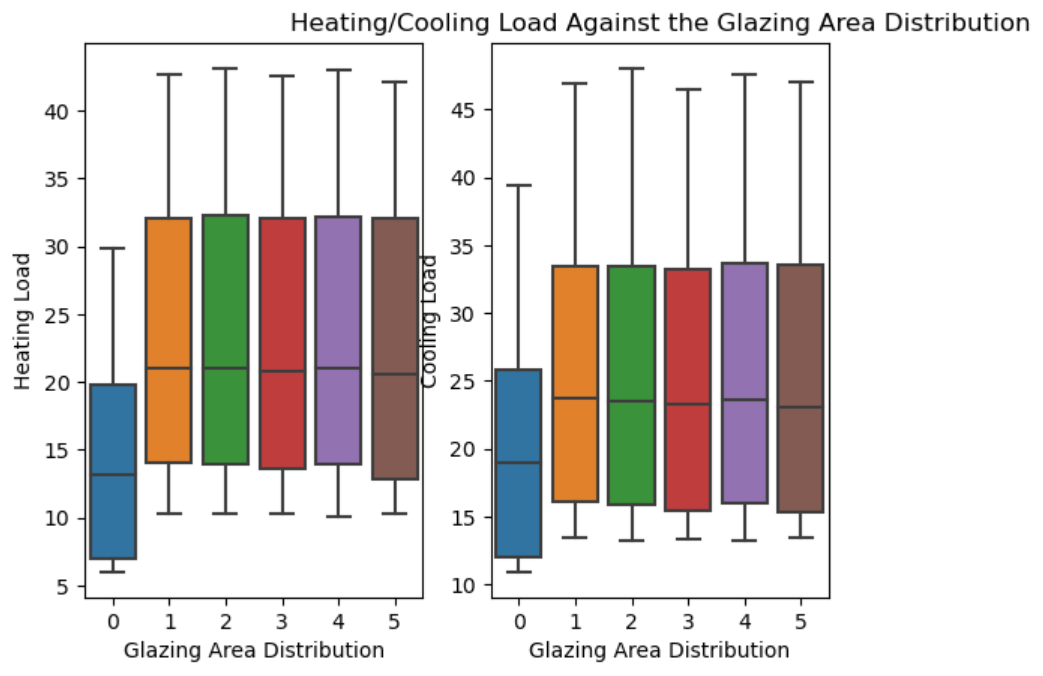 Heating/Cooling Load Against the Glazing Area Distribution
Heating Load
40
35
30
25
20
15
10
5
0 1 2 3 4 5
Glazing Area Distribution
Cooling Load
45
40
35
30
25
20
15
10
0 1 2 3 4 5
Glazing Area Distribution